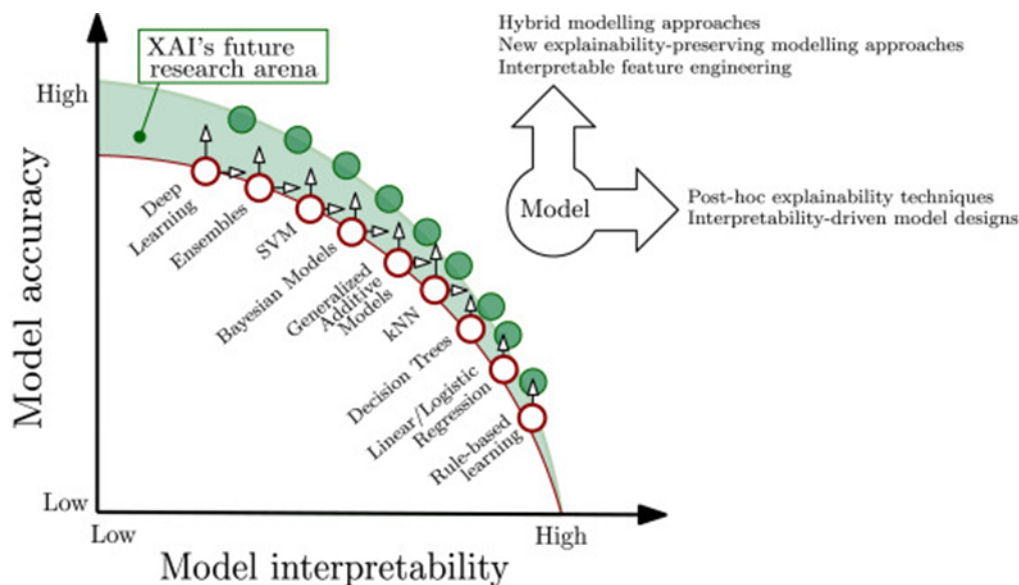 XAI's future
research arena
High
Model accuracy
Low
Low
High
Model interpretability
Deep
Learning
Ensembles
SVM
Bayesian Models
Generalized
Additive
Models
kNN
Decision Trees
Linear/Logistic
Regression
Rule-based
learning
Hybrid modelling approaches
New explainability-preserving modelling approaches
Interpretable feature engineering
Model
Post-hoc explainability techniques
Interpretability-driven model designs